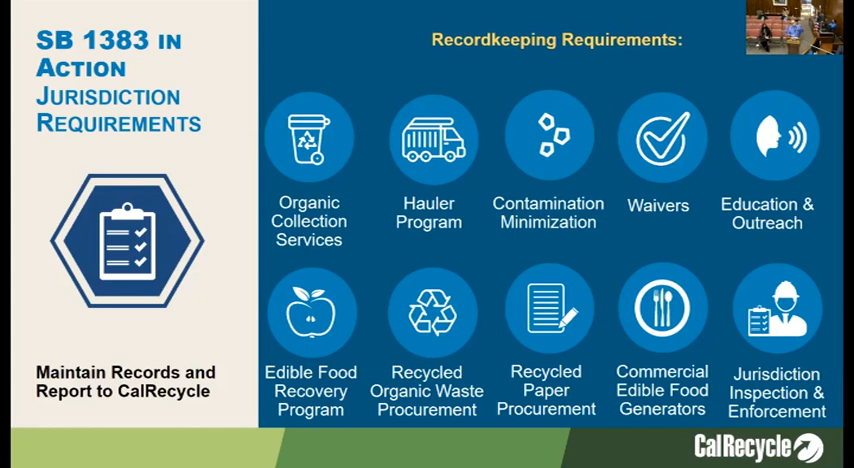 SB 1383 IN
ACTION
JURISDICTION
REQUIREMENTS
Maintain Records and
Report to CalRecycle
Recordkeeping Requirements:
Organic
Collection
Services
Hauler
Program
Contamination
Minimization
Waivers
Education &
Outreach
Edible Food
Recovery
Program
Recycled
Organic Waste
Procurement
Recycled
Paper
Procurement
Commercial
Edible Food
Generators
Jurisdiction
Inspection &
Enforcement
CalRecycle